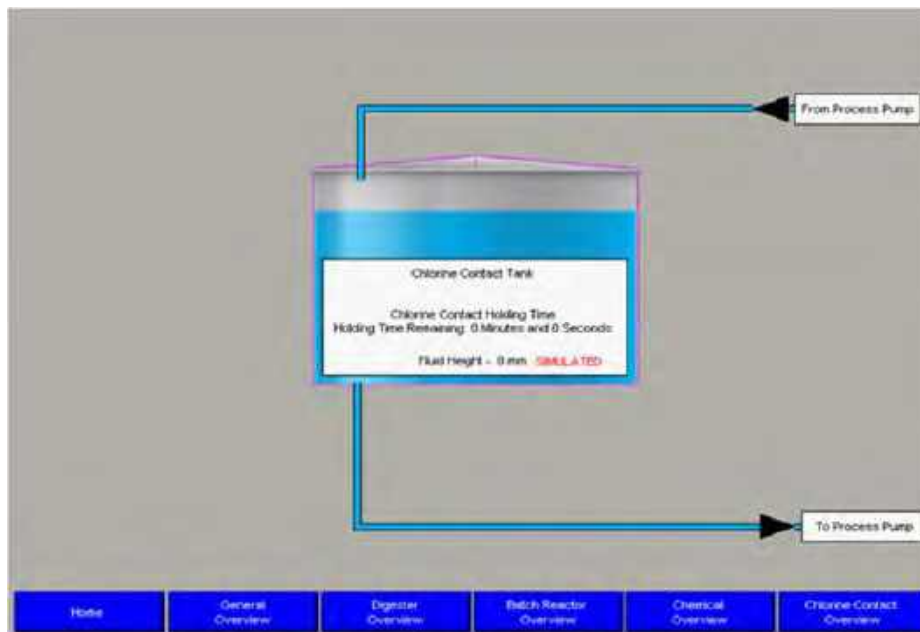 From Process Pump
Chlorine Contact Tank
Chlorine Contact Holding Time
Holding Time Remaining: 0 Minutes and 0 Seconds
Fluid Height - 0 mm SIMULATED
To Process Pump
Home
General
Overview
Digester
Overview
Batch Reactor
Overview
Chemical
Overview
Chlorine Contact
Overview